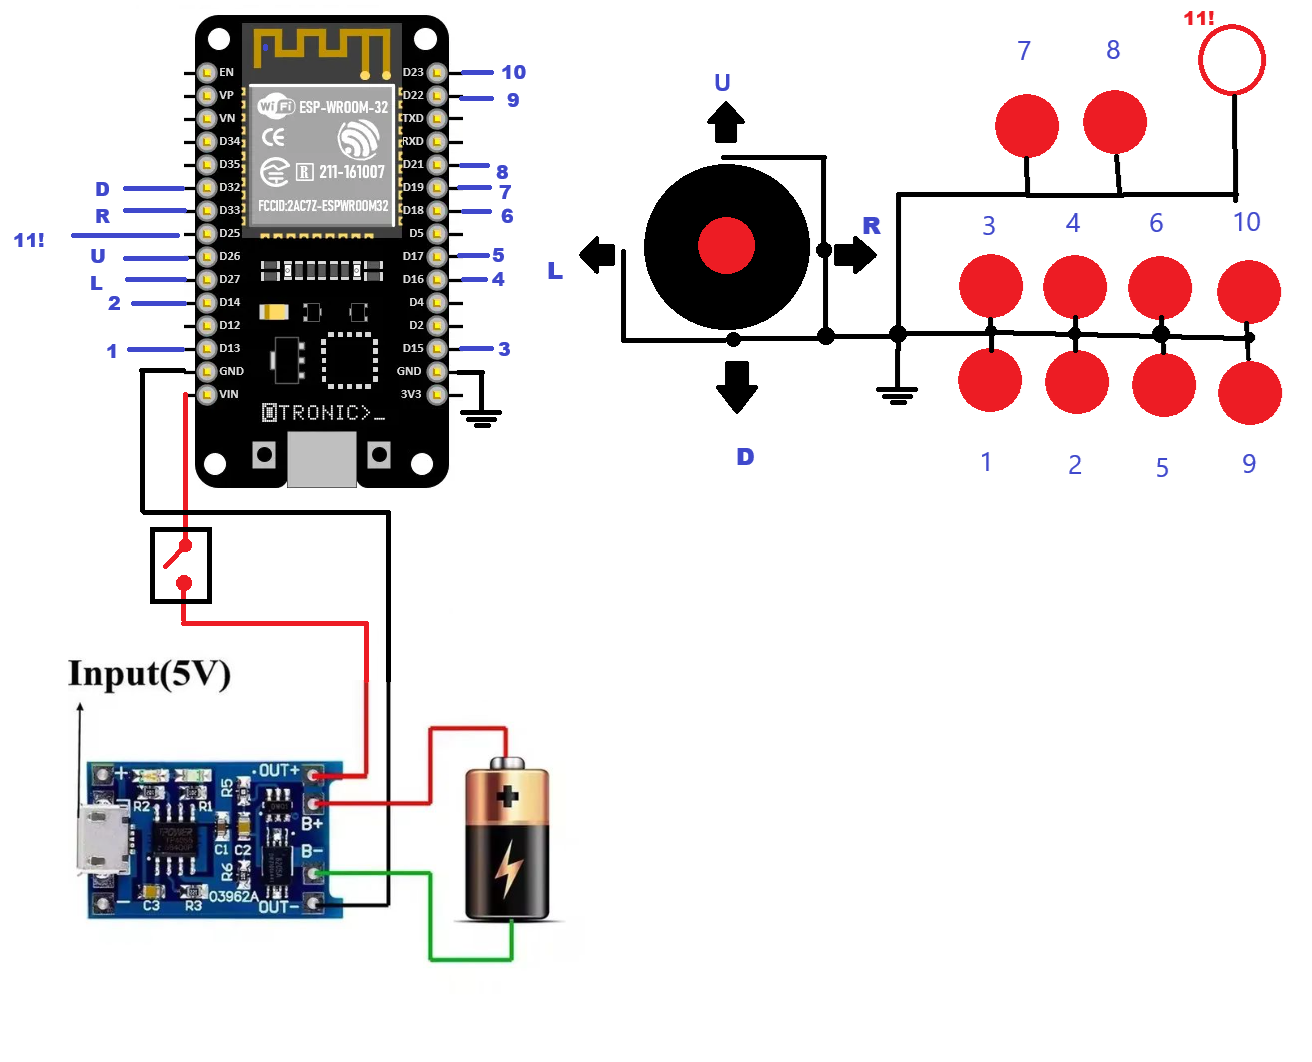 11!
7
8
U
EN
VP
VN
D34
D35
D32
D33
D25
D26
D27
D14
D12
D13
GND
VIN
D23
D22
TXD
RXD
D21
D19
D18
D5
D17
D16
D4
D2
D15
GND
3V3
WiFi ESP-WROOM-32
CE
R 211-161007
FCCID:2AC7Z-ESPWROOM32
TRONIC>_
D
R
11!
U
L
2
1
10
9
8
7
6
5
4
3
L
R
D
3
4
6
10
1
2
5
9
Input(5V)
+
OUT+
R5
R2
R1
B+
C1
C2
B-
R6
03962A
C3
R3
OUT-
-